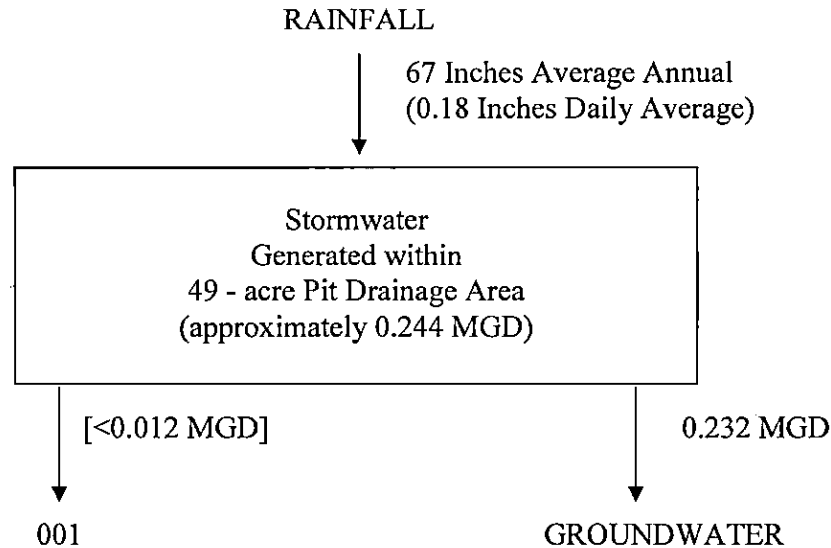 RAINFALL
67 Inches Average Annual
(0.18 Inches Daily Average)
Stormwater
Generated within
49 - acre Pit Drainage Area
(approximately 0.244 MGD)
[<0.012 MGD]
0.232 MGD
001
GROUNDWATER